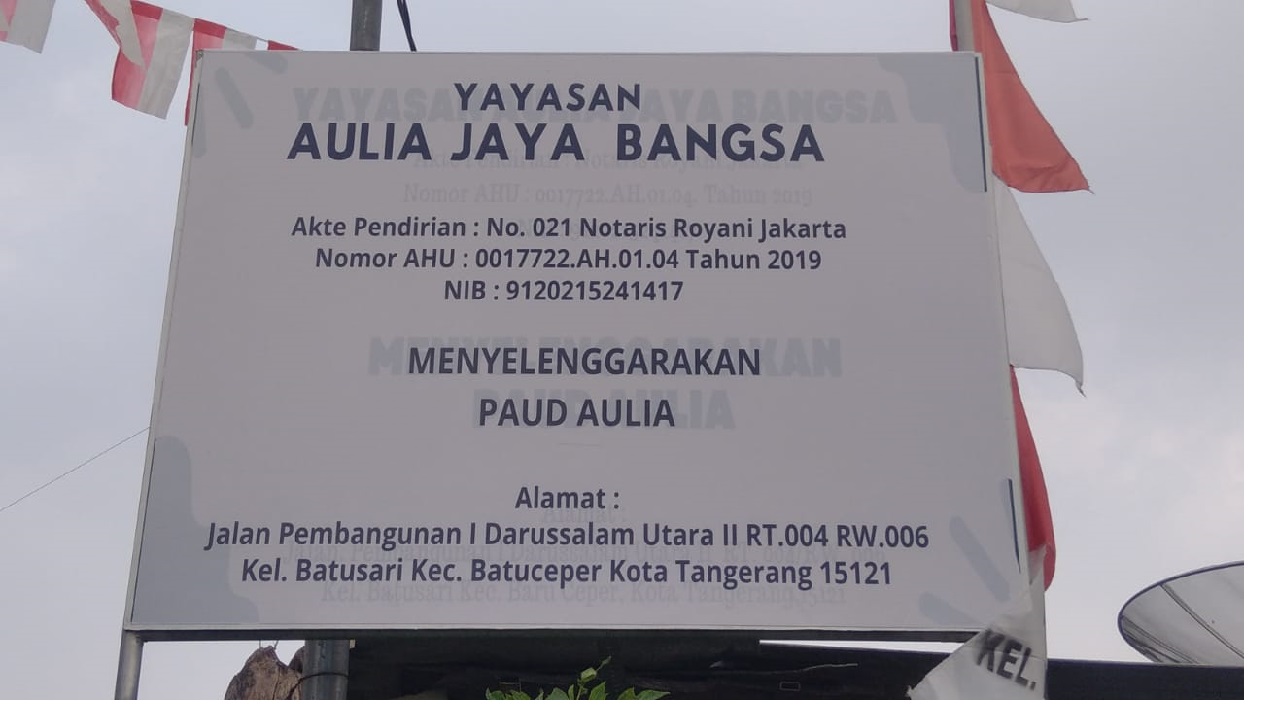 YAYASAN
AULIA JAYA BANGSA
Akte Pendirian : No. 021 Notaris Royani Jakarta
Nomor AHU : 0017722.AH.01.04 Tahun 2019
NIB : 9120215241417
MENYELENGGARAKAN
PAUD AULIA
Alamat :
Jalan Pembangunan I Darussalam Utara II RT.004 RW.006
Kel. Batusari Kec. Batuceper Kota Tangerang 15121
KEL.